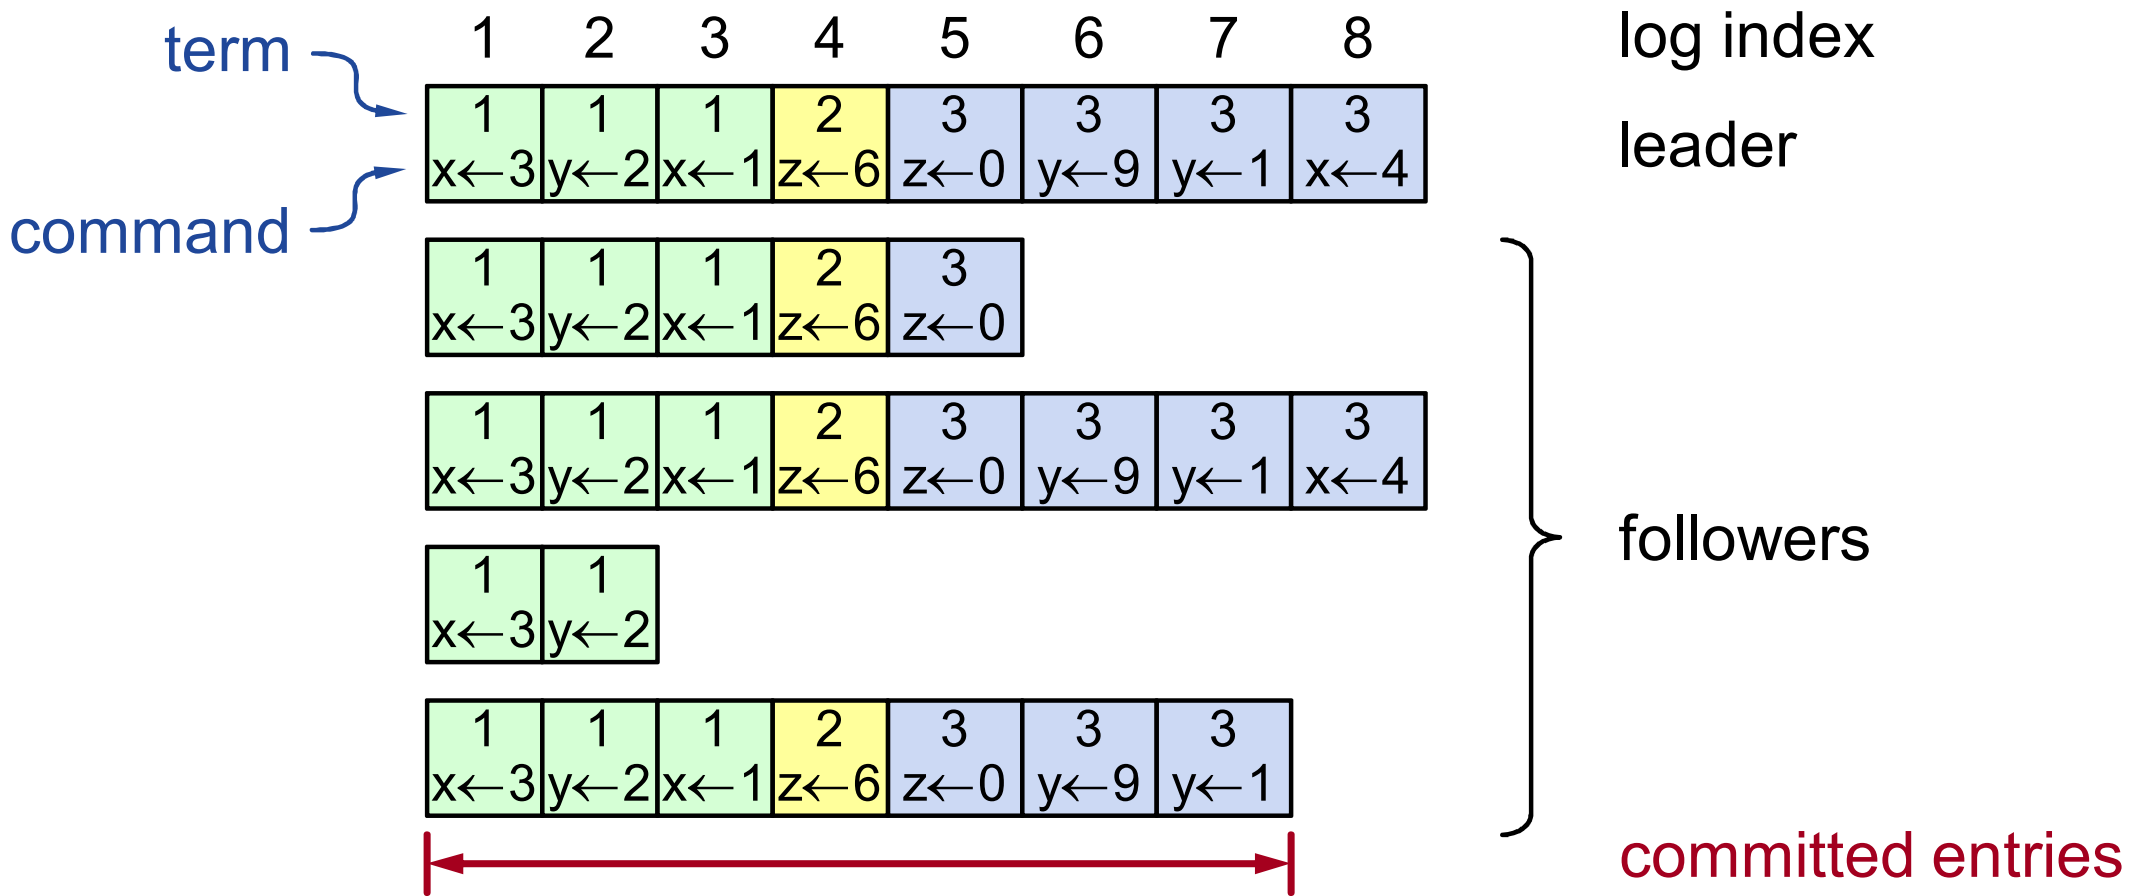 1 2 3 4 5 6 7 8 log index
term
1 1 1 2 3 3 3 3
leader
x←3 y←2 x←1 z←6 z←0 y←9 y←1 x←4
command
1 1 1 2 3
x←3 y←2 x←1 z←6 z←0
1 1 1 2 3 3 3 3
x←3 y←2 x←1 z←6 z←0 y←9 y←1 x←4
followers
1 1
x←3 y←2
1 1 1 2 3 3 3
x←3 y←2 x←1 z←6 z←0 y←9 y←1
committed entries